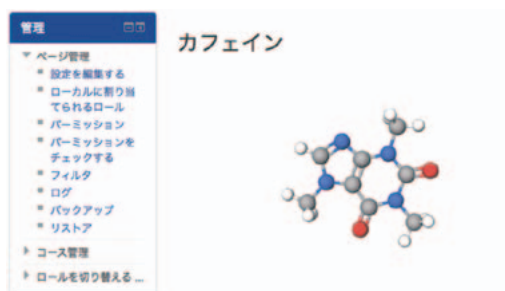 管理
カフェイン
ページ管理
設定を編集する
ローカルに割り当
てられるロール
パーミッション
パーミッションを
チェックする
フィルタ
ログ
バックアップ
リストア
コース管理
ロールを切り替える ...